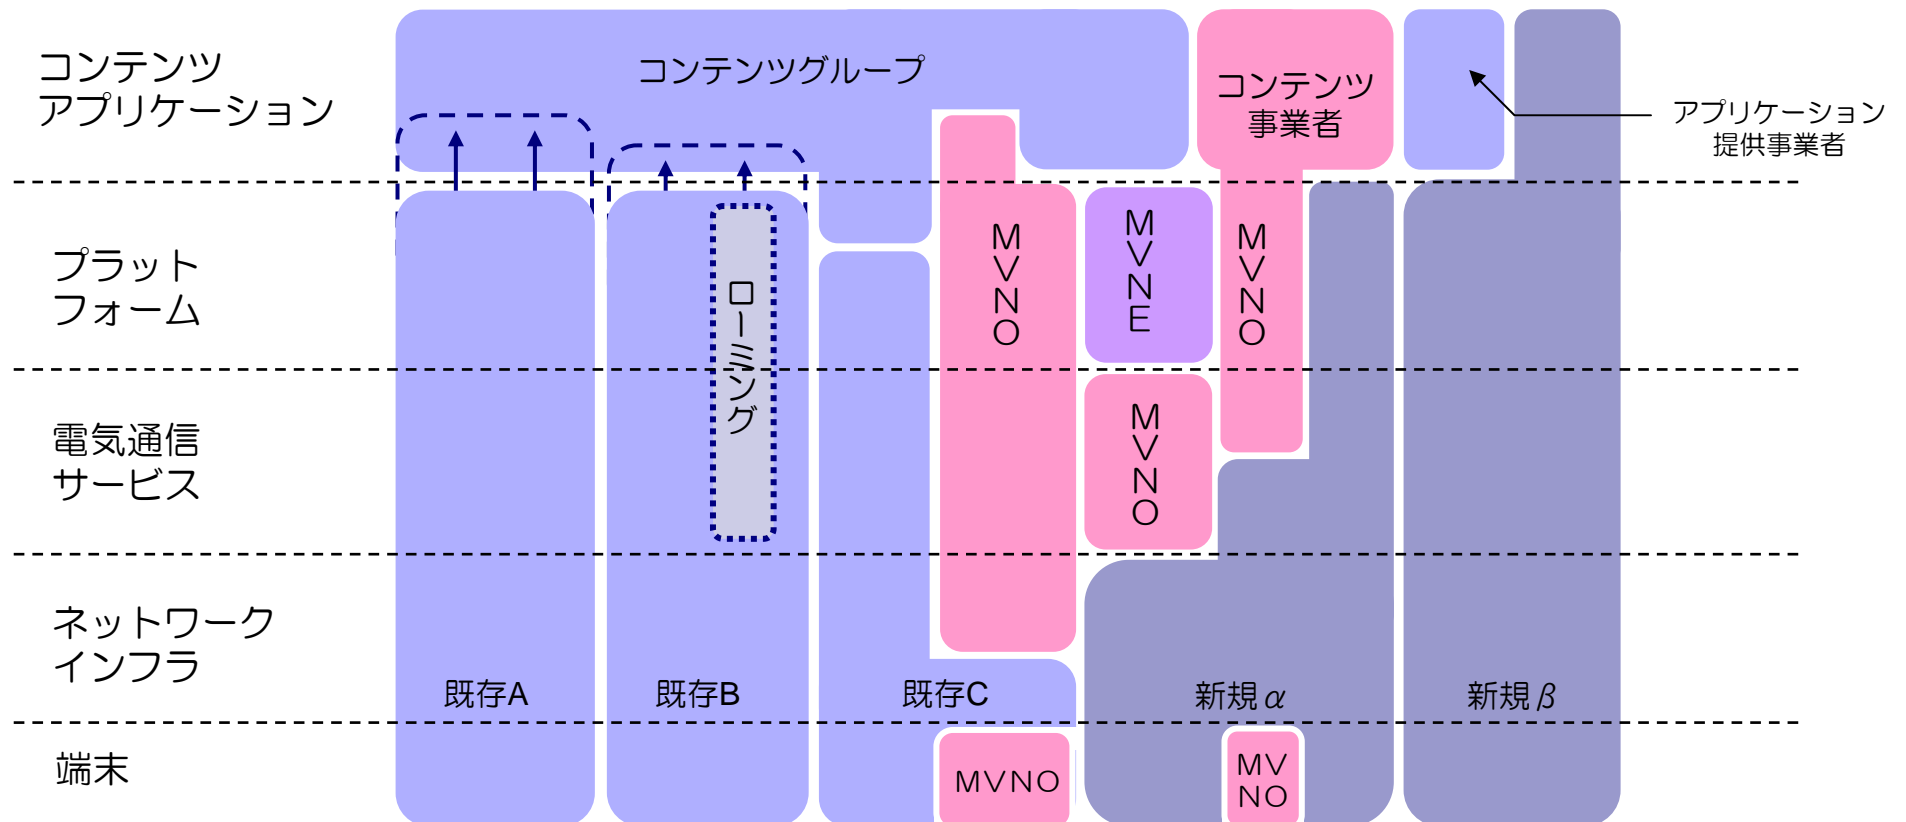 コンテンツ
アプリケーション
コンテンツグループ
コンテンツ
事業者
アプリケーション
提供事業者
プラット
フォーム
電気通信
サービス
ネットワーク
インフラ
端末
ローミング
MVNO
MVNE
MVNO
MVNO
既存A
既存B
既存C
新規α
新規β
MVNO
MV
NO